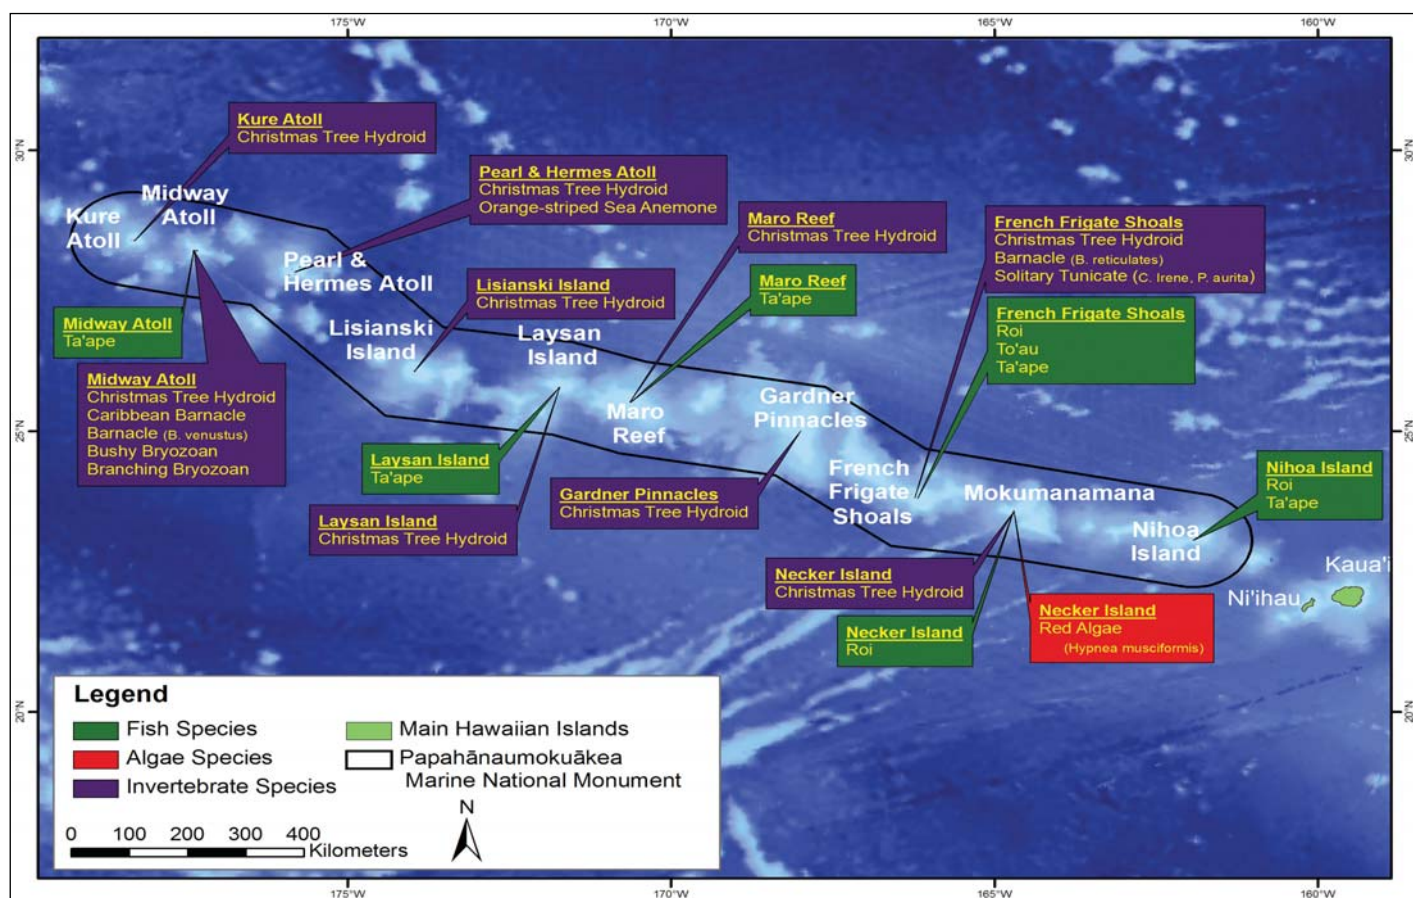 175°W
170°W
165°W
160°W
30°N
30°N
25°N
25°N
20°N
20°N
Kure Atoll
Christmas Tree Hydroid
Midway
Atoll
Kure
Atoll
Pearl & Hermes Atoll
Christmas Tree Hydroid
Orange-striped Sea Anemone
Pearl &
Hermes Atoll
Maro Reef
Christmas Tree Hydroid
Maro Reef
Ta'ape
French Frigate Shoals
Christmas Tree Hydroid
Barnacle (B. reticulates)
Solitary Tunicate (C. Irene, P. aurita)
French Frigate Shoals
Roi
To'au
Ta'ape
Lisianski Island
Christmas Tree Hydroid
Midway Atoll
Ta'ape
Lisianski
Island
Laysan
Island
Midway Atoll
Christmas Tree Hydroid
Caribbean Barnacle
Barnacle (B. venustus)
Bushy Bryozoan
Branching Bryozoan
Maro
Reef
Gardner
Pinnacles
Laysan Island
Ta'ape
Laysan Island
Christmas Tree Hydroid
Gardner Pinnacles
Christmas Tree Hydroid
French
Frigate
Shoals
Mokumanamana
Nihoa Island
Roi
Ta'ape
Nihoa
Island
Necker Island
Christmas Tree Hydroid
Necker Island
Roi
Necker Island
Red Algae
(Hypnea musciformis)
Kaua'i
Ni'ihau
Legend
Fish Species
Algae Species
Invertebrate Species
Main Hawaiian Islands
Papahānaumokuākea
Marine National Monument
N
0 100 200 300 400
Kilometers
175°W
170°W
165°W
160°W